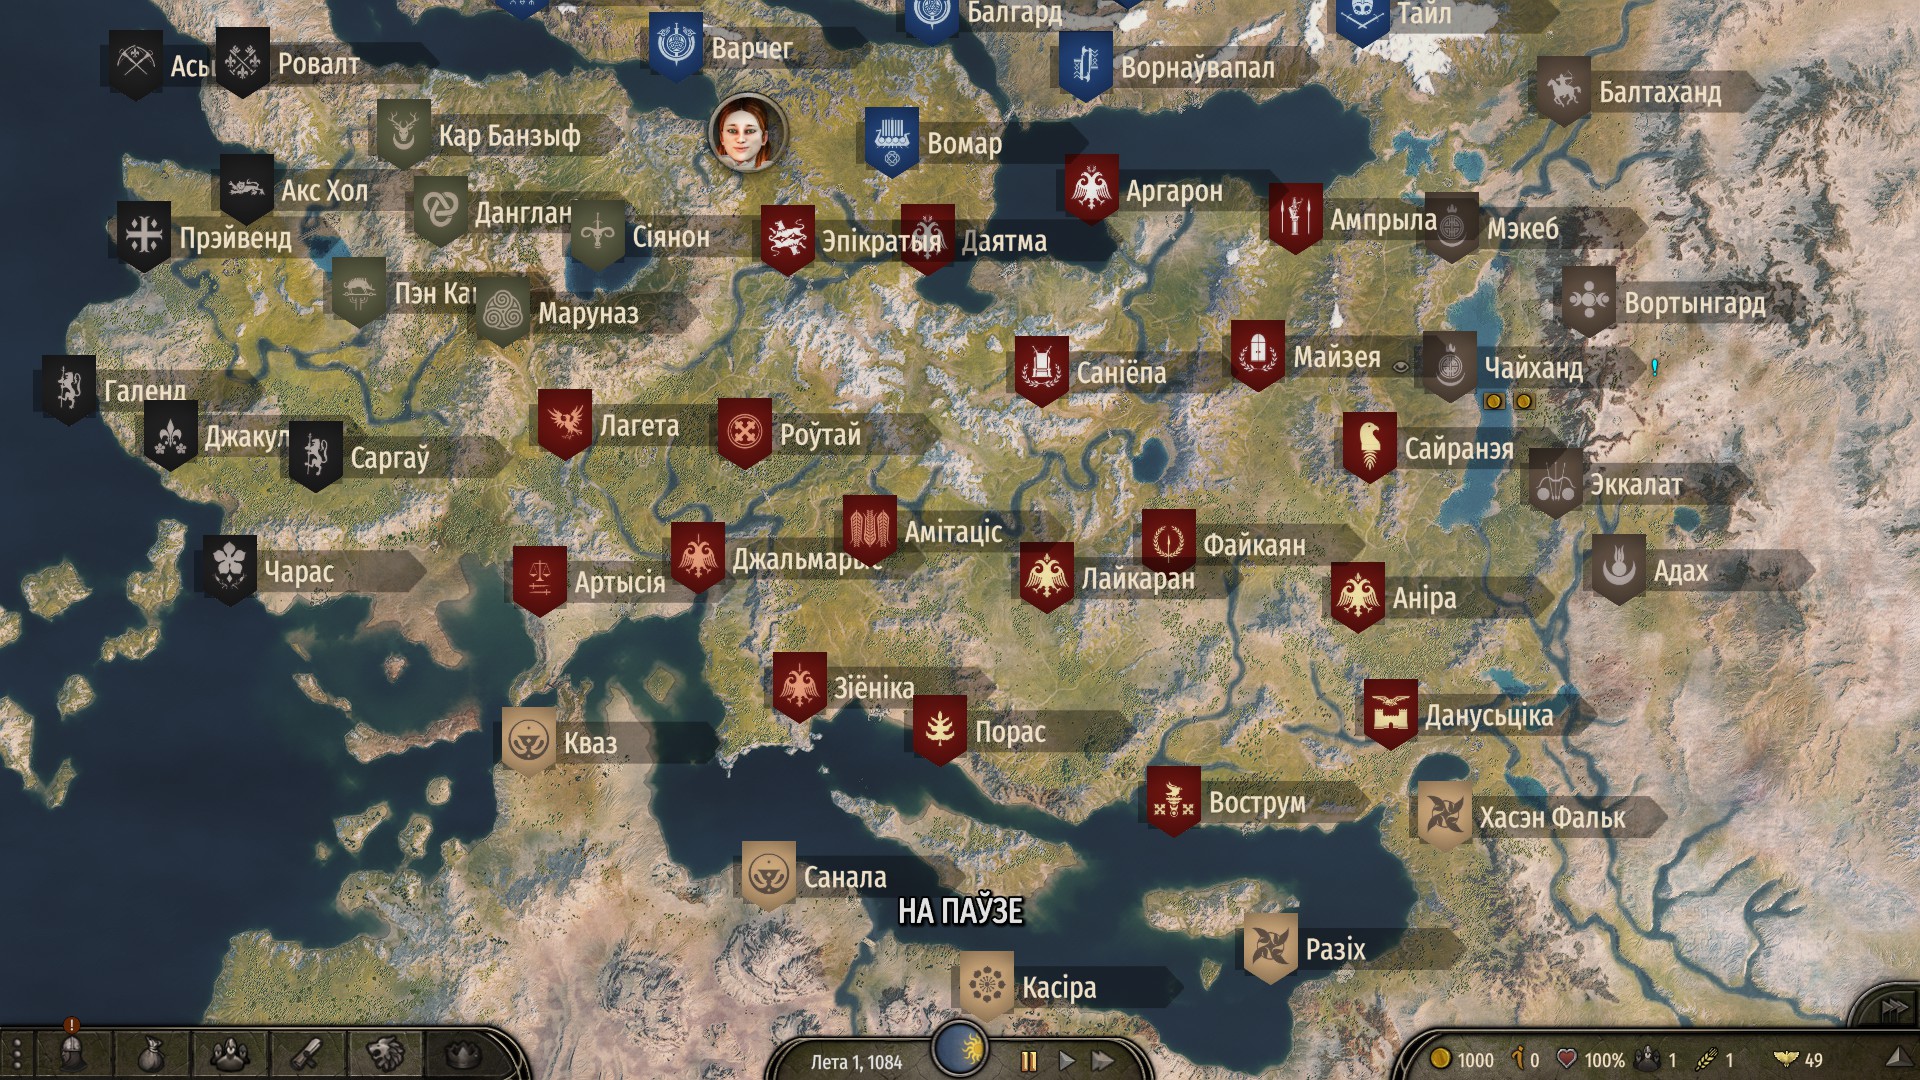 Балгард
Тайл
Варчег
Ровалт
Ворнаўвапал
Балтаханд
Кар Банзыф
Вомар
Акс Хол
Аргарон
Данглан
Ампрыла
Мэкеб
Прэйвенд
Сіянон
Эпікратыя
Даятма
Пэн
Маруназ
Вортынгард
Майзея
Чайханд
Саніёпа
Галенд
Лагета
Роўтай
Джакул
Саргаў
Сайранэя
Эккалат
Амітаціс
Файкаян
Чарас
Артысія
Лайкаран
Аніра
Адах
Зіёніка
Порас
Данусьціка
Кваз
Вострум
Хасэн Фальк
Санала
НА ПАЎЗЕ
Разіх
Касіра
Лета 1, 1084
1000
0
100%
1
1
49